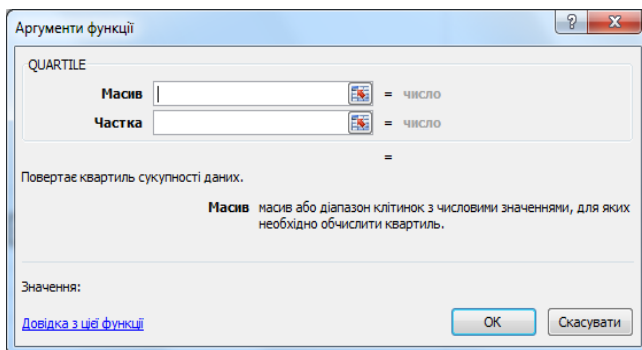 Аргументи функції
QUARTILE
Масив = число
Частка = число
=
Повертає квартиль сукупності даних.
Масив масив або діапазон клітинок з числовими значеннями, для яких
необхідно обчислити квартиль.
Значення:
Довідка з цієї функції
ОК Скасувати